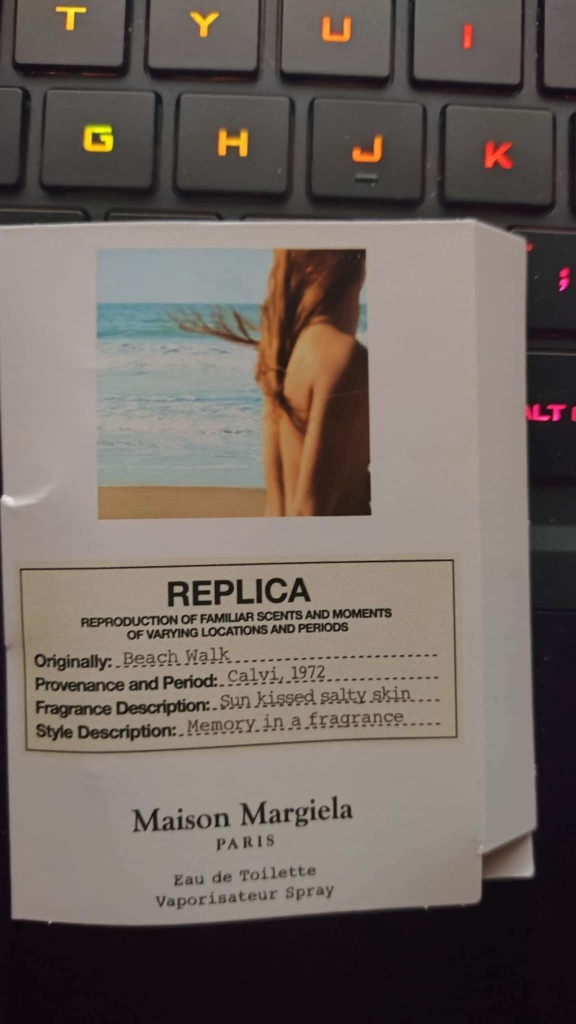 T Y U I
G H J K
;
ALT
REPLICA
REPRODUCTION OF FAMILIAR SCENTS AND MOMENTS
OF VARYING LOCATIONS AND PERIODS
Originally: Beach Walk
Provenance and Period: Calvi, 1972
Fragrance Description: Sun kissed salty skin
Style Description: Memory in a fragrance
Maison Margiela
PARIS
Eau de Toilette
Vaporisateur Spray